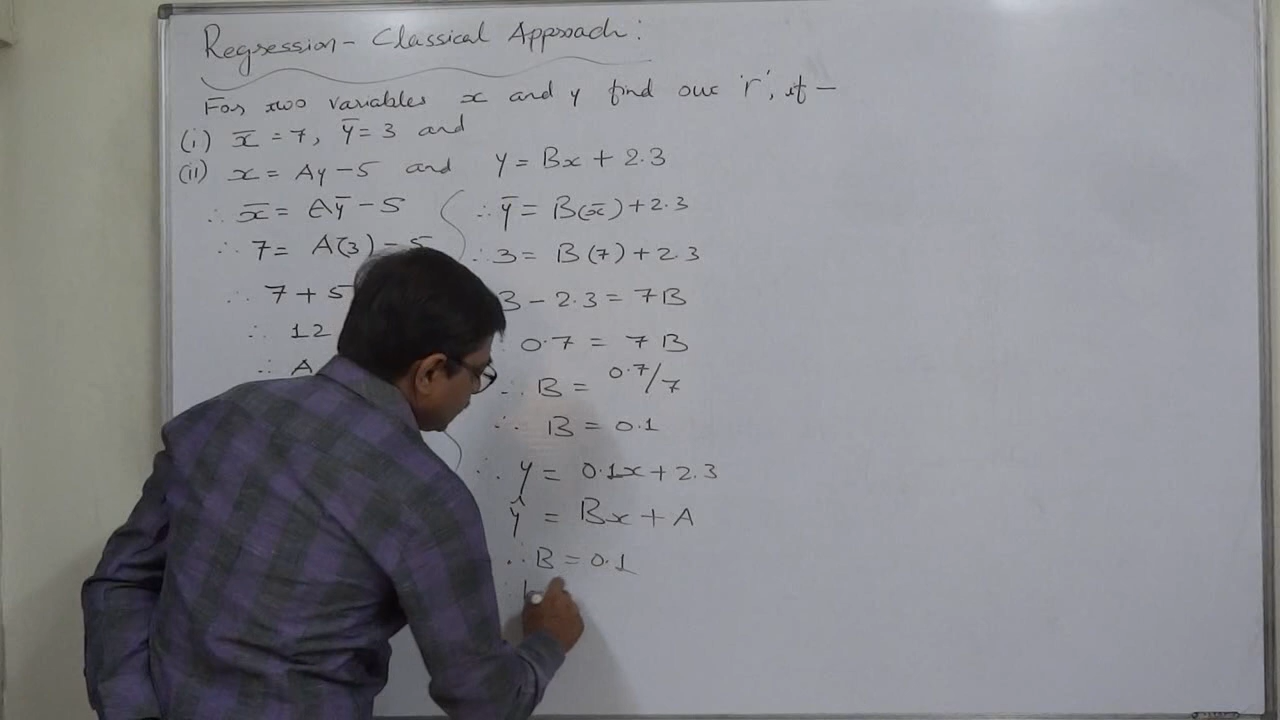 Regression - Classical Approach:
For two variables x and y find out 'r', if -
(i) x̄ = 7, ȳ = 3 and
(ii) x = Ay - 5 and y = Bx + 2.3
∴ x̄ = Aȳ - 5
∴ 7 = A(3) - 5
∴ 7 + 5
∴ 12
∴ A
∴ ȳ = B(x̄) + 2.3
∴ 3 = B(7) + 2.3
3 - 2.3 = 7B
0.7 = 7B
∴ B = 0.7/7
∴ B = 0.1
∴ y = 0.1x + 2.3
ŷ = Bx + A
∴ B = 0.1